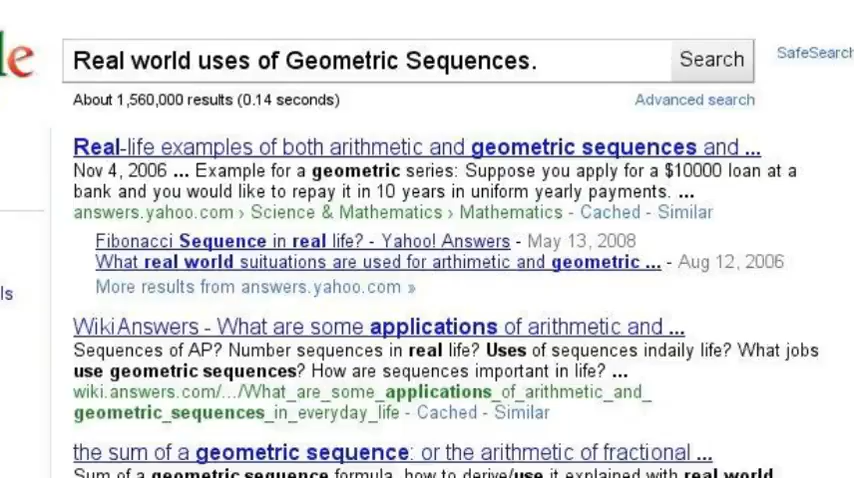 le
Real world uses of Geometric Sequences.
Search
SafeSearch
About 1,560,000 results (0.14 seconds)
Advanced search
Real-life examples of both arithmetic and geometric sequences and ...
Nov 4, 2006 ... Example for a geometric series: Suppose you apply for a $10000 loan at a
bank and you would like to repay it in 10 years in uniform yearly payments. ...
answers.yahoo.com › Science & Mathematics › Mathematics - Cached - Similar
Fibonacci Sequence in real life? - Yahoo! Answers - May 13, 2008
What real world suituations are used for arthimetic and geometric ... - Aug 12, 2006
ls
More results from answers.yahoo.com »
WikiAnswers - What are some applications of arithmetic and ...
Sequences of AP? Number sequences in real life? Uses of sequences indaily life? What jobs
use geometric sequences? How are sequences important in life? ...
wiki.answers.com/.../What_are_some_applications_of_arithmetic_and_
geometric_sequences_in_everyday_life - Cached - Similar
the sum of a geometric sequence: or the arithmetic of fractional ...
Sum of a geometric sequence formula, how to derive/use it explained with real world